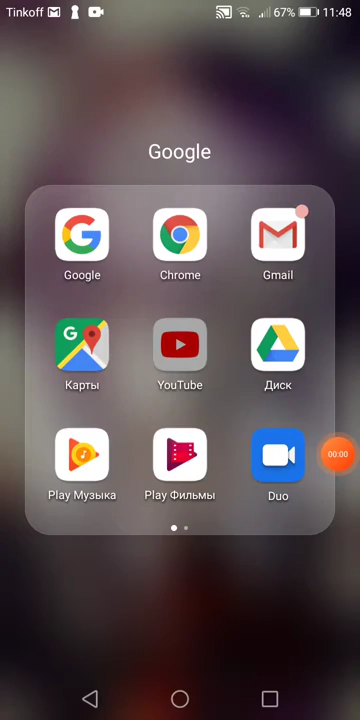 Tinkoff 67% 11:48
Google
Google Chrome Gmail
G
Карты YouTube Диск
Play Музыка Play Фильмы Duo
00:00